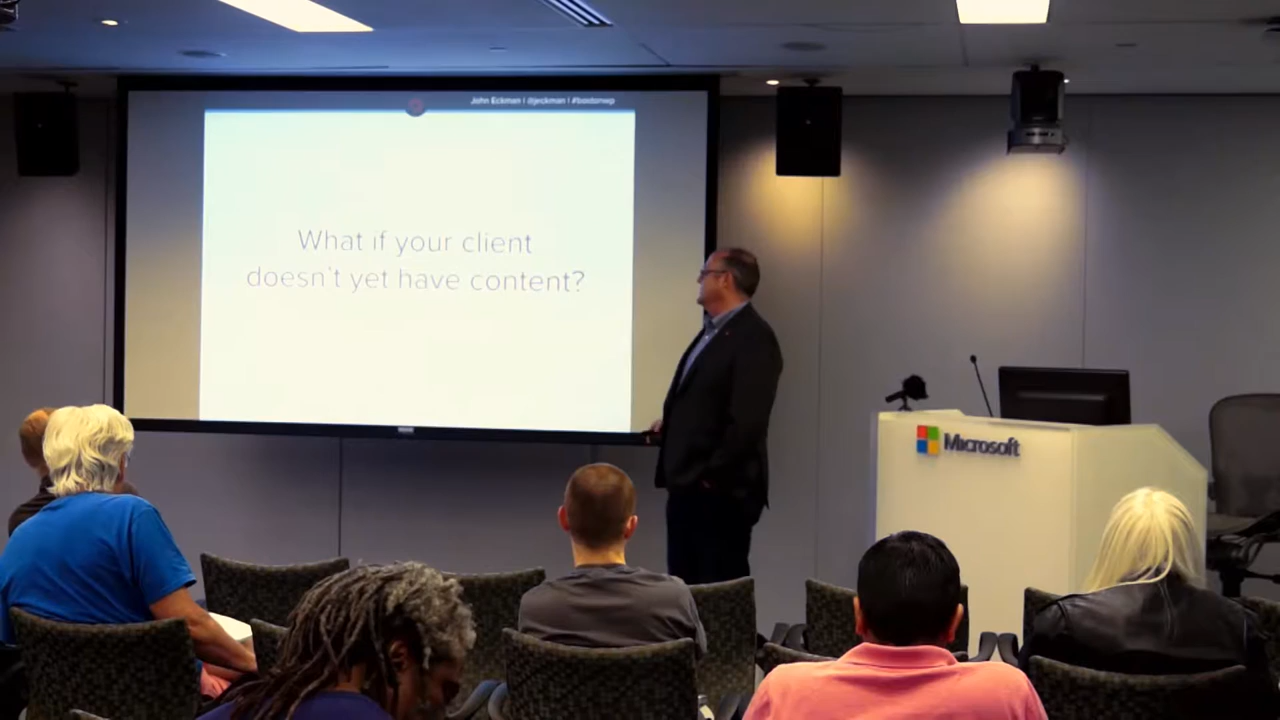 John Eckman | @jeckman | #bostonwp
What if your client
doesn't yet have content?
Microsoft